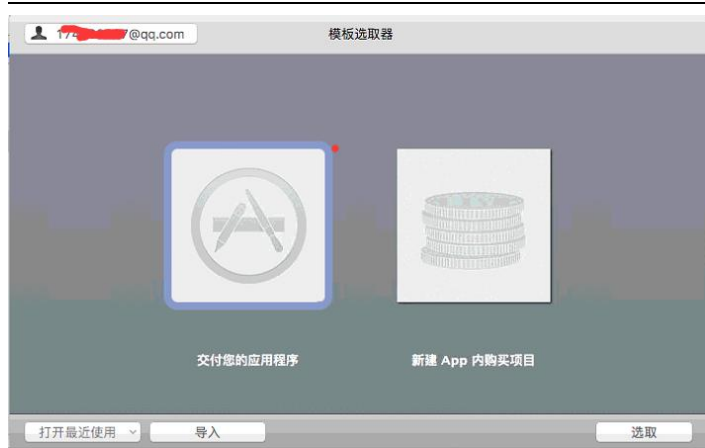 @qq.com
模板选取器
交付您的应用程序
新建 App 内购买项目
打开最近使用
导入
选取